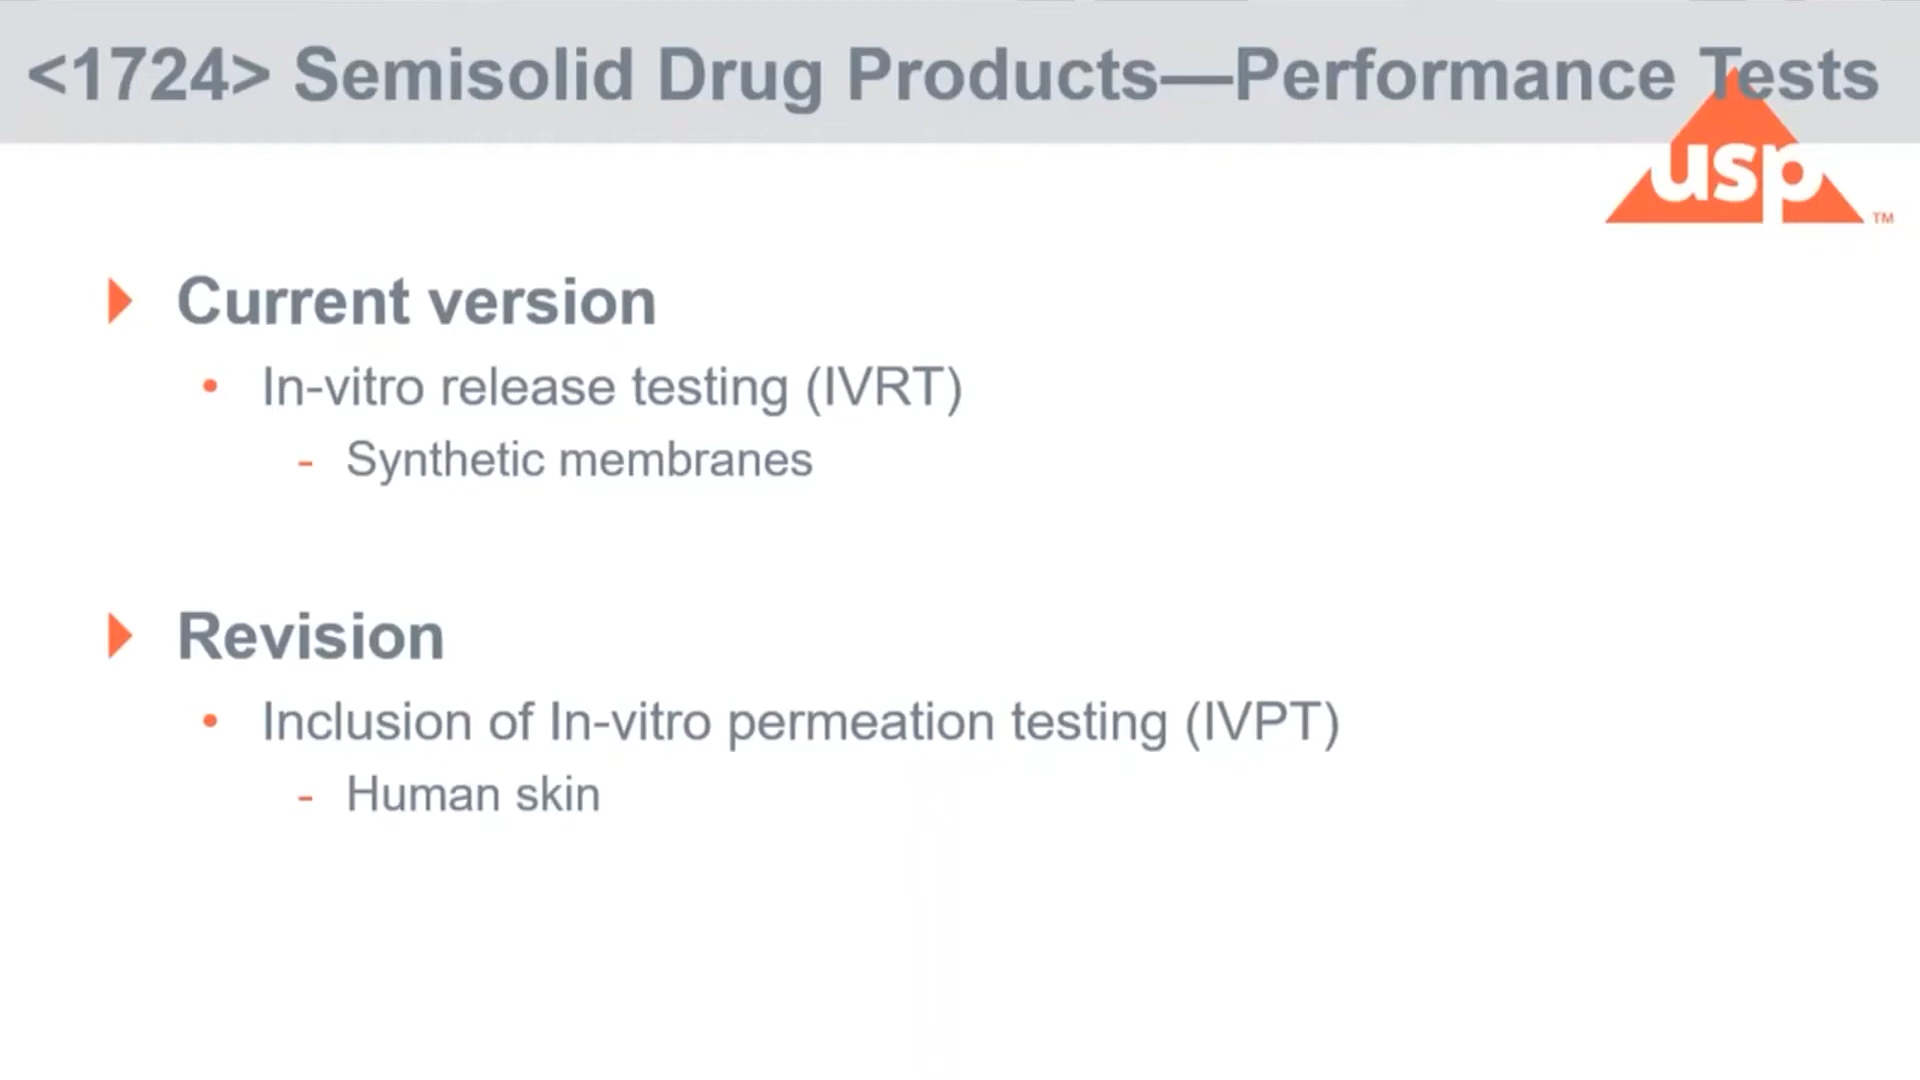 <1724> Semisolid Drug Products—Performance Tests
usp™
Current version
• In-vitro release testing (IVRT)
- Synthetic membranes
Revision
• Inclusion of In-vitro permeation testing (IVPT)
- Human skin